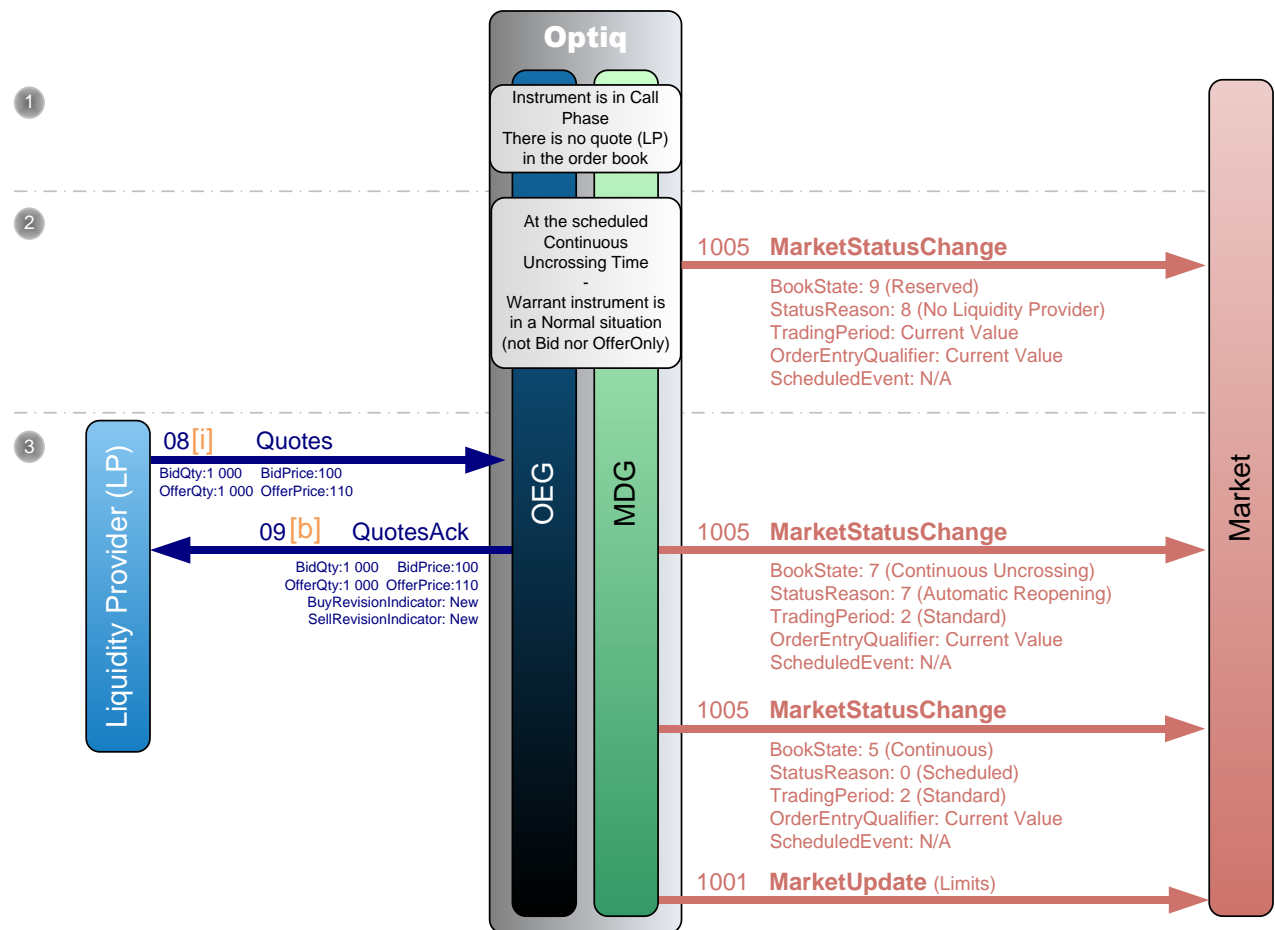 Optiq
1
Instrument is in Call
Phase
There is no quote (LP)
in the order book
2
At the scheduled
Continuous
Uncrossing Time
-
Warrant instrument is
in a Normal situation
(not Bid nor OfferOnly)
1005 MarketStatusChange
BookState: 9 (Reserved)
StatusReason: 8 (No Liquidity Provider)
TradingPeriod: Current Value
OrderEntryQualifier: Current Value
ScheduledEvent: N/A
3
Liquidity Provider (LP)
08[i] Quotes
BidQty:1 000 BidPrice:100
OfferQty:1 000 OfferPrice:110
09[b] QuotesAck
BidQty:1 000 BidPrice:100
OfferQty:1 000 OfferPrice:110
BuyRevisionIndicator: New
SellRevisionIndicator: New
OEG
MDG
1005 MarketStatusChange
BookState: 7 (Continuous Uncrossing)
StatusReason: 7 (Automatic Reopening)
TradingPeriod: 2 (Standard)
OrderEntryQualifier: Current Value
ScheduledEvent: N/A
1005 MarketStatusChange
BookState: 5 (Continuous)
StatusReason: 0 (Scheduled)
TradingPeriod: 2 (Standard)
OrderEntryQualifier: Current Value
ScheduledEvent: N/A
1001 MarketUpdate (Limits)
Market